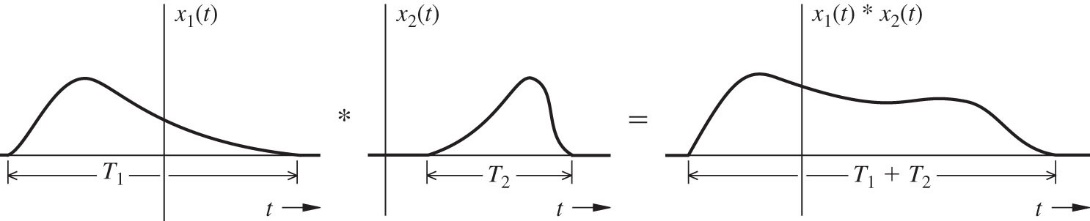 x₁(t)
x₂(t)
x₁(t) * x₂(t)
*
=
T₁
T₂
T₁ + T₂
t
t
t